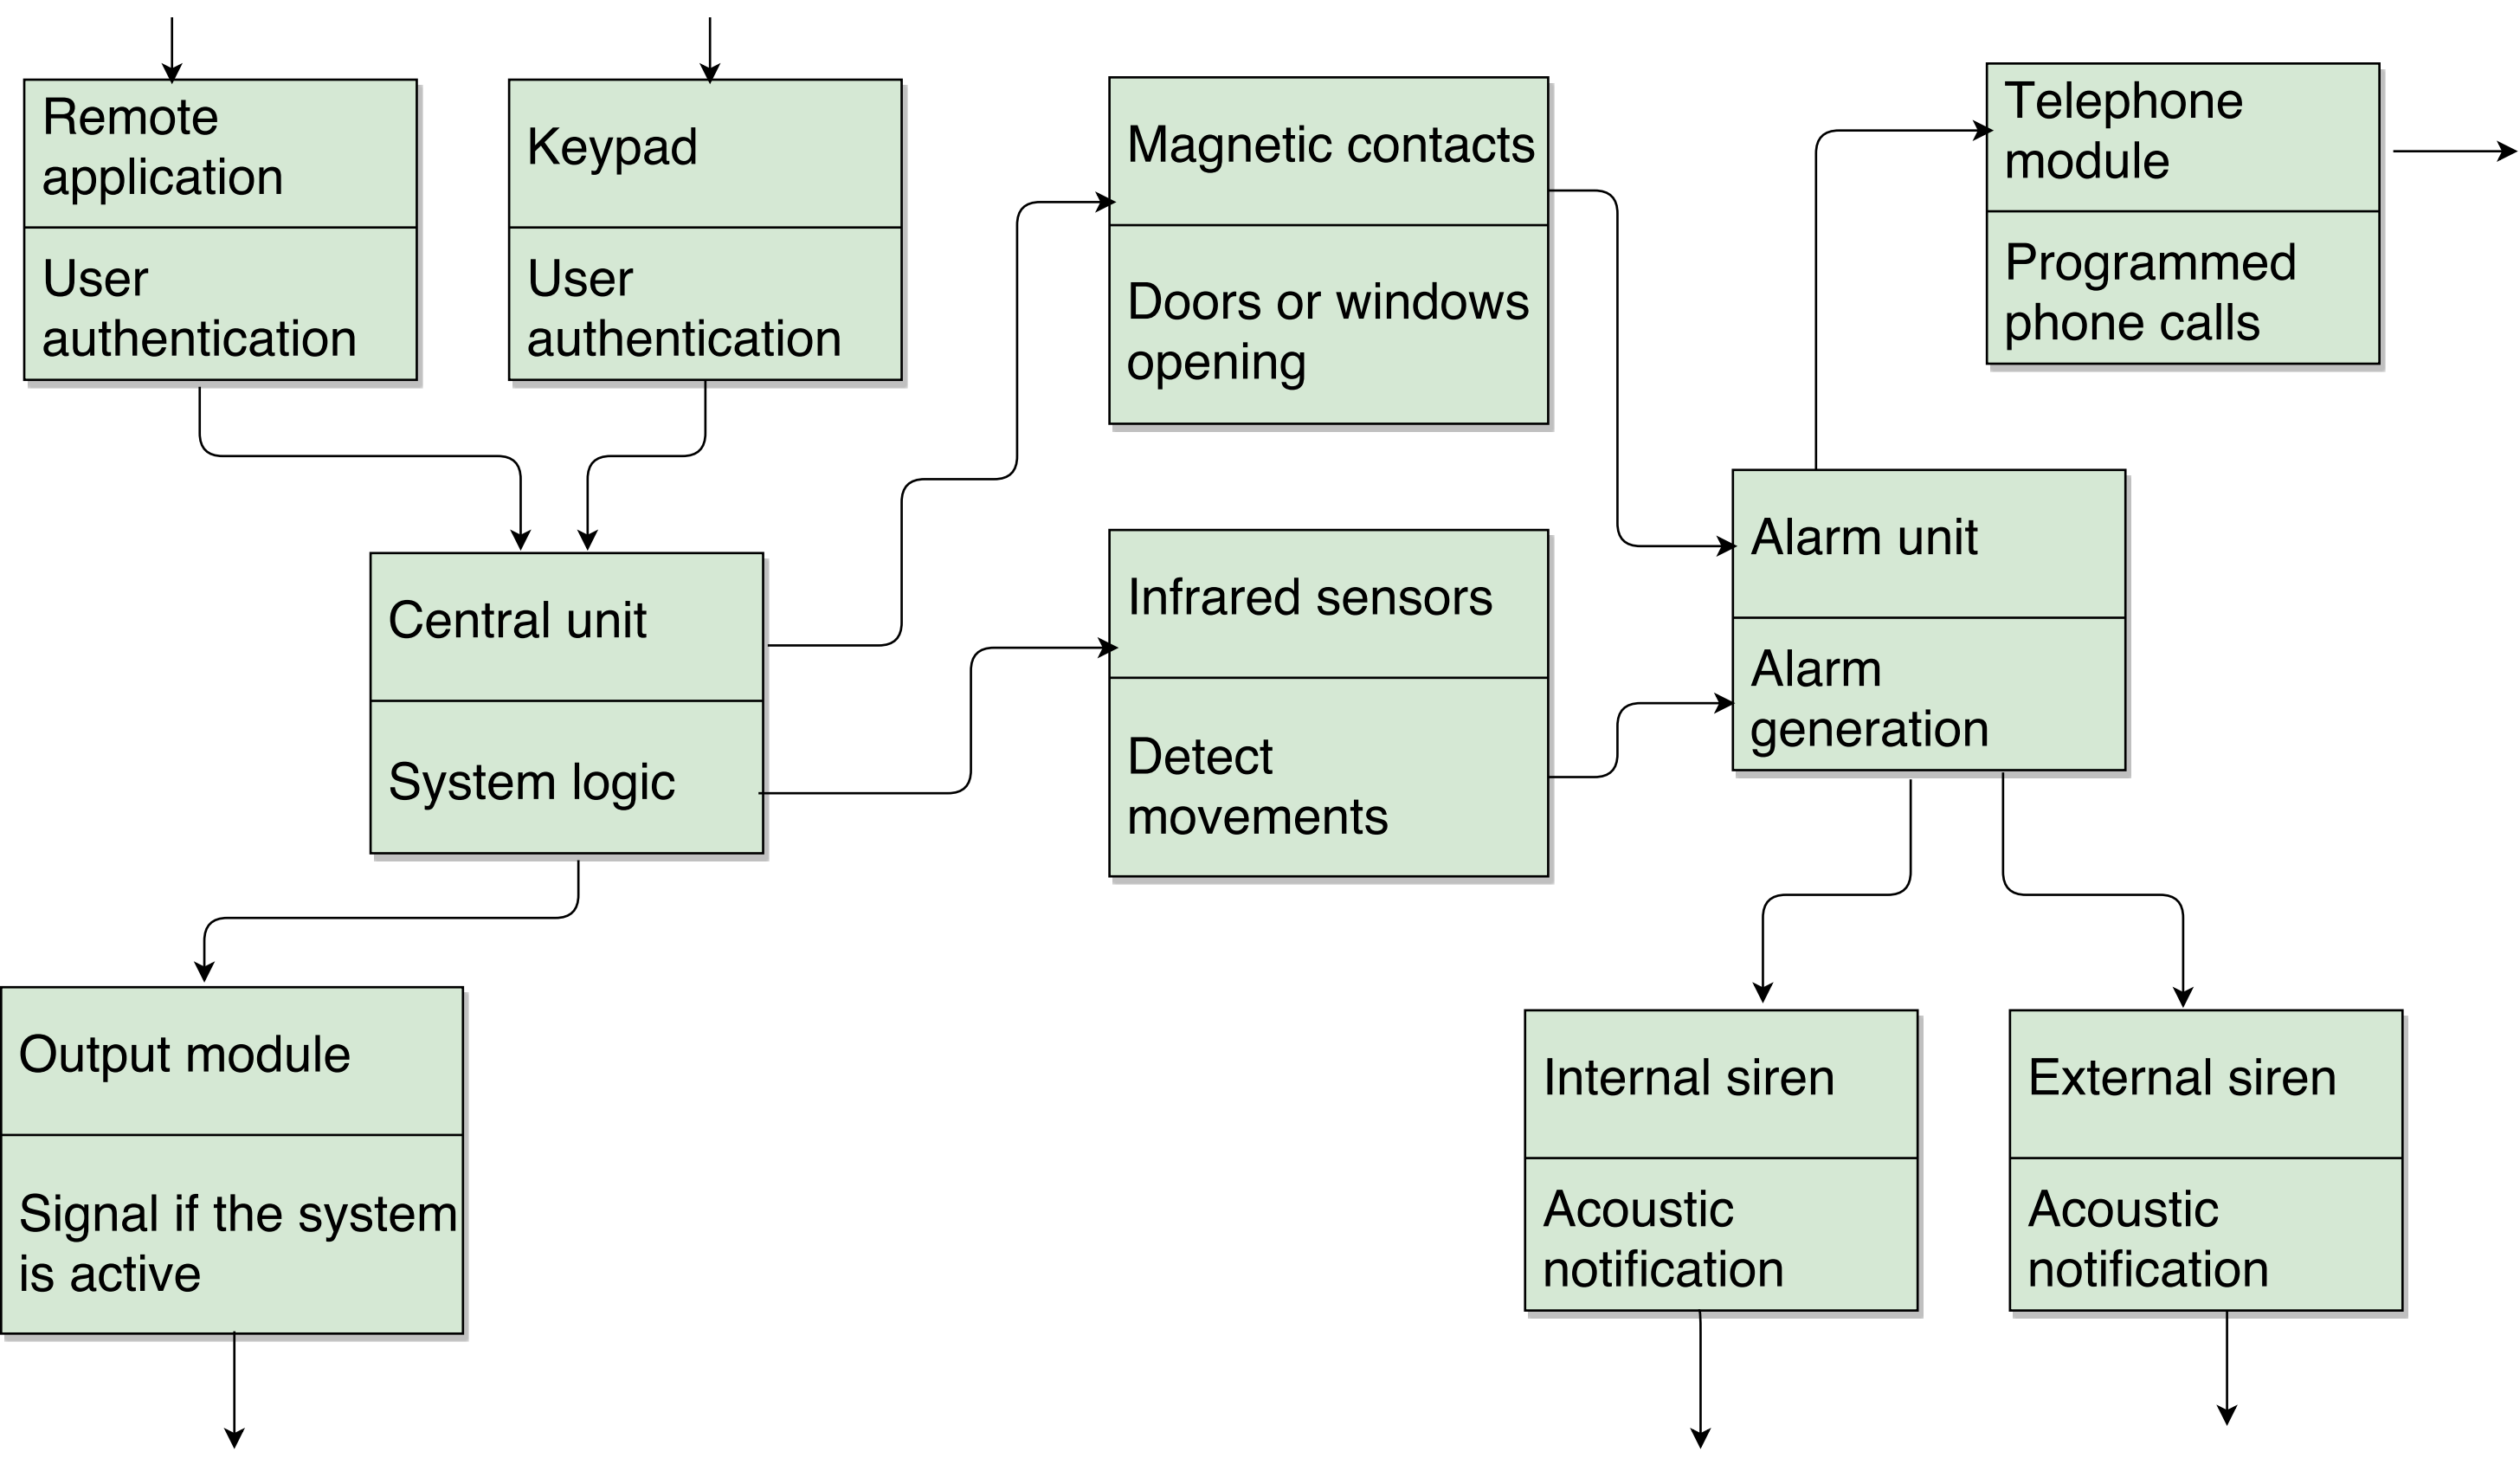 Remote
application
User
authentication
Keypad
User
authentication
Magnetic contacts
Doors or windows
opening
Telephone
module
Programmed
phone calls
Central unit
System logic
Infrared sensors
Detect
movements
Alarm unit
Alarm
generation
Output module
Signal if the system
is active
Internal siren
Acoustic
notification
External siren
Acoustic
notification